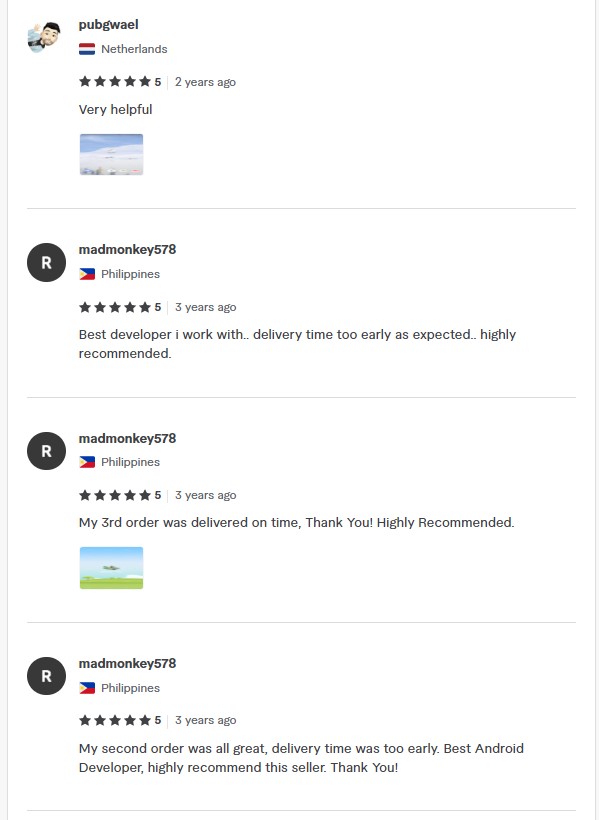 pubgwael
Netherlands
5 2 years ago
Very helpful
R
madmonkey578
Philippines
5 3 years ago
Best developer i work with.. delivery time too early as expected.. highly
recommended.
R
madmonkey578
Philippines
5 3 years ago
My 3rd order was delivered on time, Thank You! Highly Recommended.
R
madmonkey578
Philippines
5 3 years ago
My second order was all great, delivery time was too early. Best Android
Developer, highly recommend this seller. Thank You!